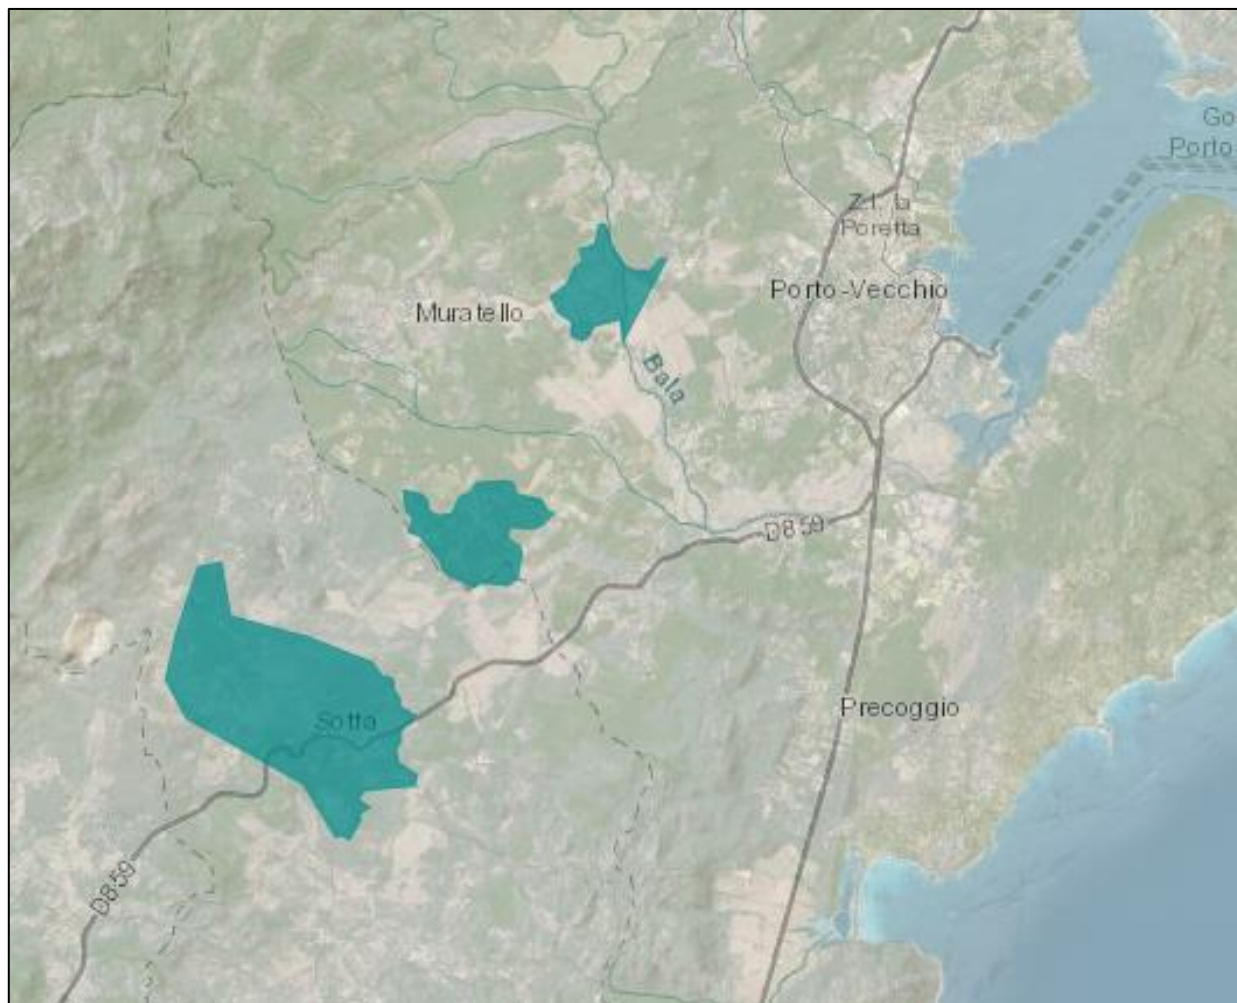 Go
Porto
Z.I. la
Poretta
Porto-Vecchio
Muratello
Bala
D859
Sotta
Precoggio
D859